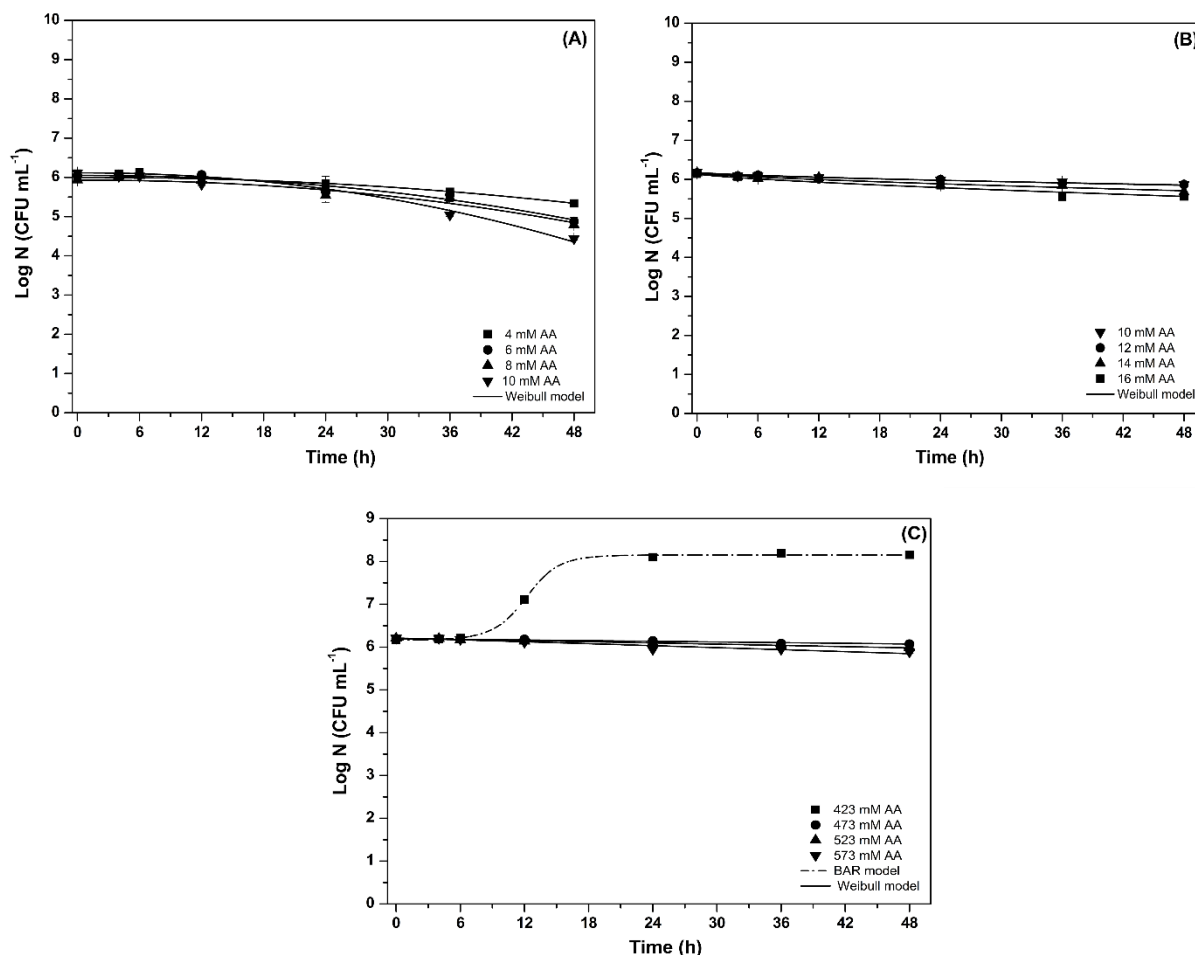 (A)
Log N (CFU mL⁻¹)
10
9
8
7
6
5
4
3
2
1
0
4 mM AA
6 mM AA
8 mM AA
10 mM AA
Weibull model
0 6 12 18 24 30 36 42 48
Time (h)
(B)
Log N (CFU mL⁻¹)
10
9
8
7
6
5
4
3
2
1
0
10 mM AA
12 mM AA
14 mM AA
16 mM AA
Weibull model
0 6 12 18 24 30 36 42 48
Time (h)
(C)
Log N (CFU mL⁻¹)
9
8
7
6
5
4
3
2
1
0
423 mM AA
473 mM AA
523 mM AA
573 mM AA
BAR model
Weibull model
0 6 12 18 24 30 36 42 48
Time (h)